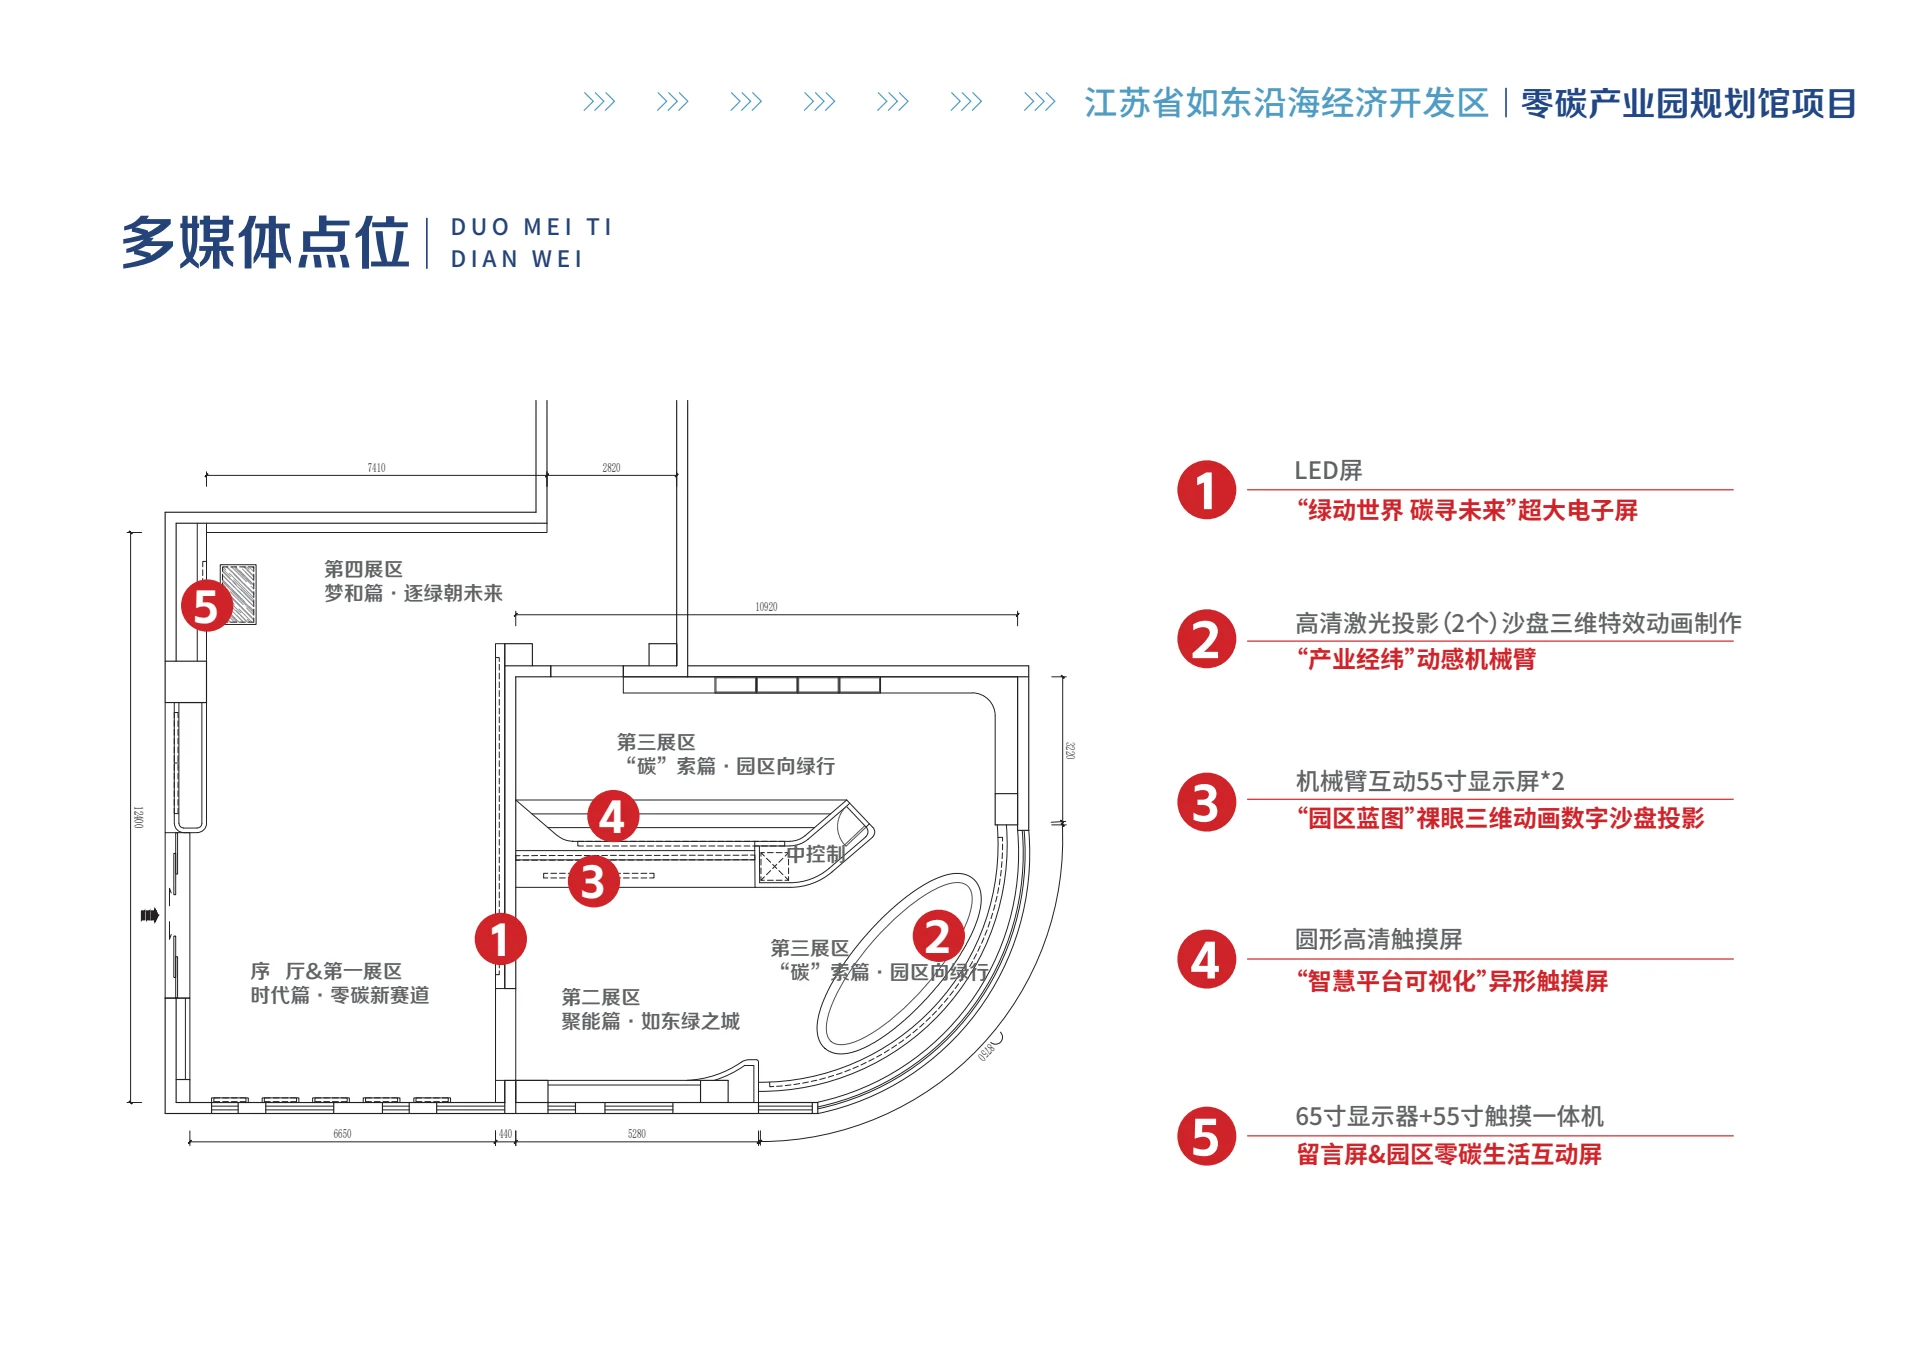 江苏省如东沿海经济开发区 | 零碳产业园规划馆项目
多媒体点位
DUO MEI TI
DIAN WEI
7410
2820
第四展区
梦和篇·逐绿朝未来
5
10920
12400
3220
第三展区
“碳”索篇·园区向绿行
4
中控制
3
1
2
第三展区
“碳”索篇·园区向绿行
序 厅&第一展区
时代篇·零碳新赛道
第二展区
聚能篇·如东绿之城
8750
6650
440
5280
1
LED屏
“绿动世界 碳寻未来”超大电子屏
2
高清激光投影（2个）沙盘三维特效动画制作
“产业经纬”动感机械臂
3
机械臂互动55寸显示屏*2
“园区蓝图”裸眼三维动画数字沙盘投影
4
圆形高清触摸屏
“智慧平台可视化”异形触摸屏
5
65寸显示器+55寸触摸一体机
留言屏&园区零碳生活互动屏